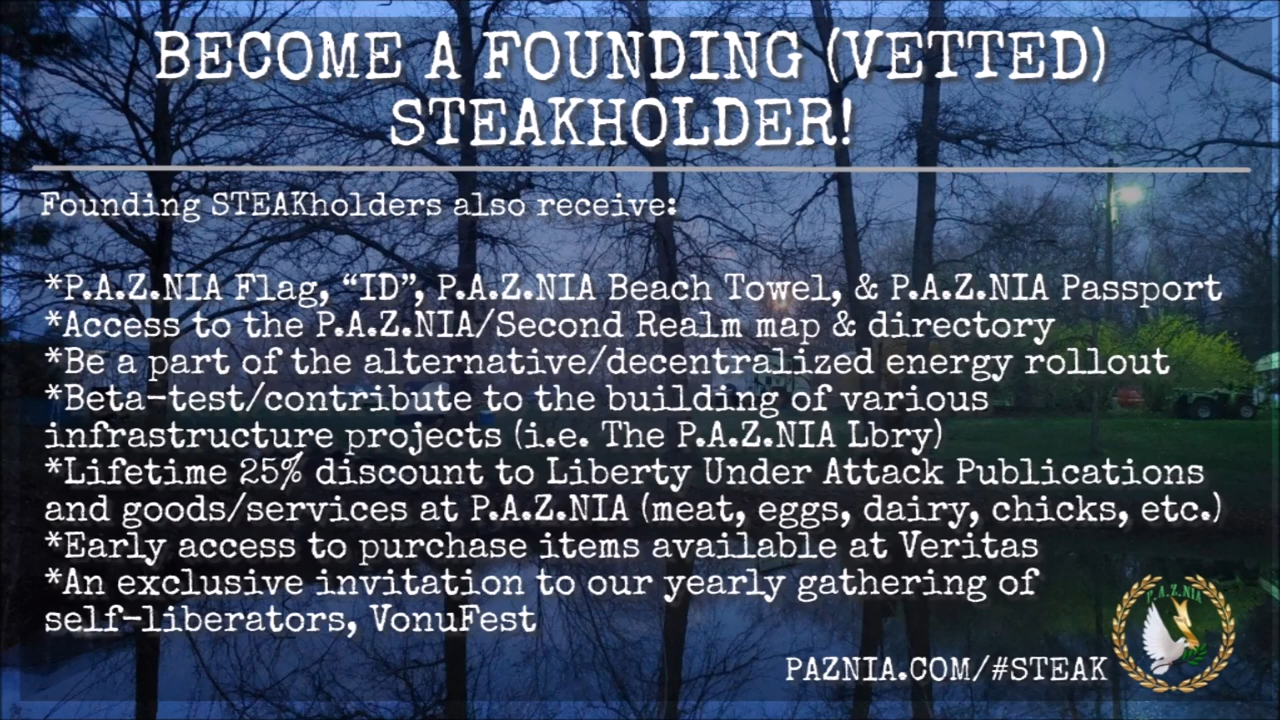 BECOME A FOUNDING (VETTED)
STEAKHOLDER!
Founding STEAKholders also receive:
*P.A.Z.NIA Flag, “ID”, P.A.Z.NIA Beach Towel, & P.A.Z.NIA Passport
*Access to the P.A.Z.NIA/Second Realm map & directory
*Be a part of the alternative/decentralized energy rollout
*Beta-test/contribute to the building of various
infrastructure projects (i.e. The P.A.Z.NIA Lbry)
*Lifetime 25% discount to Liberty Under Attack Publications
and goods/services at P.A.Z.NIA (meat, eggs, dairy, chicks, etc.)
*Early access to purchase items available at Veritas
*An exclusive invitation to our yearly gathering of
self-liberators, VonuFest
P.A.Z.NIA
PAZNIA.COM/#STEAK